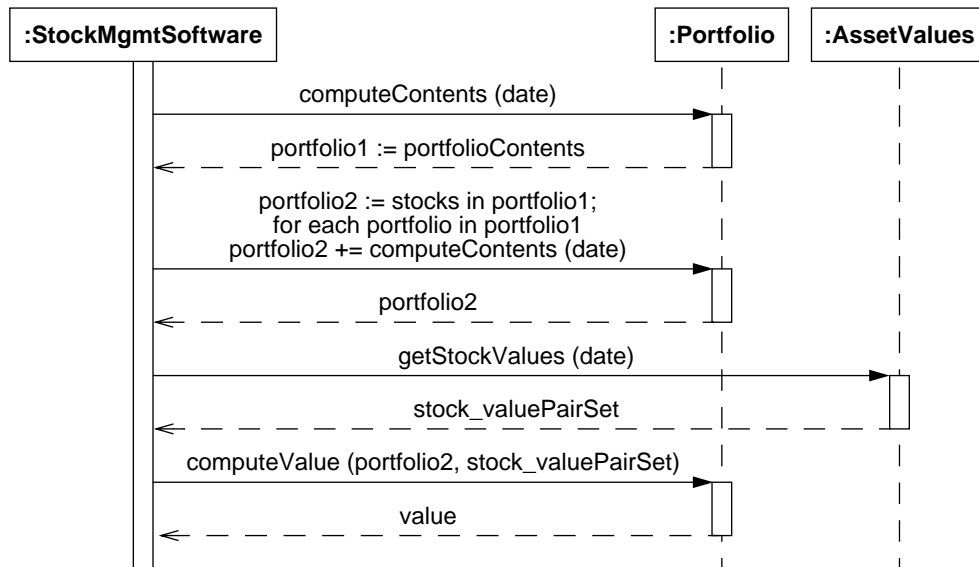 :StockMgmtSoftware
:Portfolio
:AssetValues
computeContents (date)
portfolio1 := portfolioContents
portfolio2 := stocks in portfolio1;
for each portfolio in portfolio1
portfolio2 += computeContents (date)
portfolio2
getStockValues (date)
stock_valuePairSet
computeValue (portfolio2, stock_valuePairSet)
value